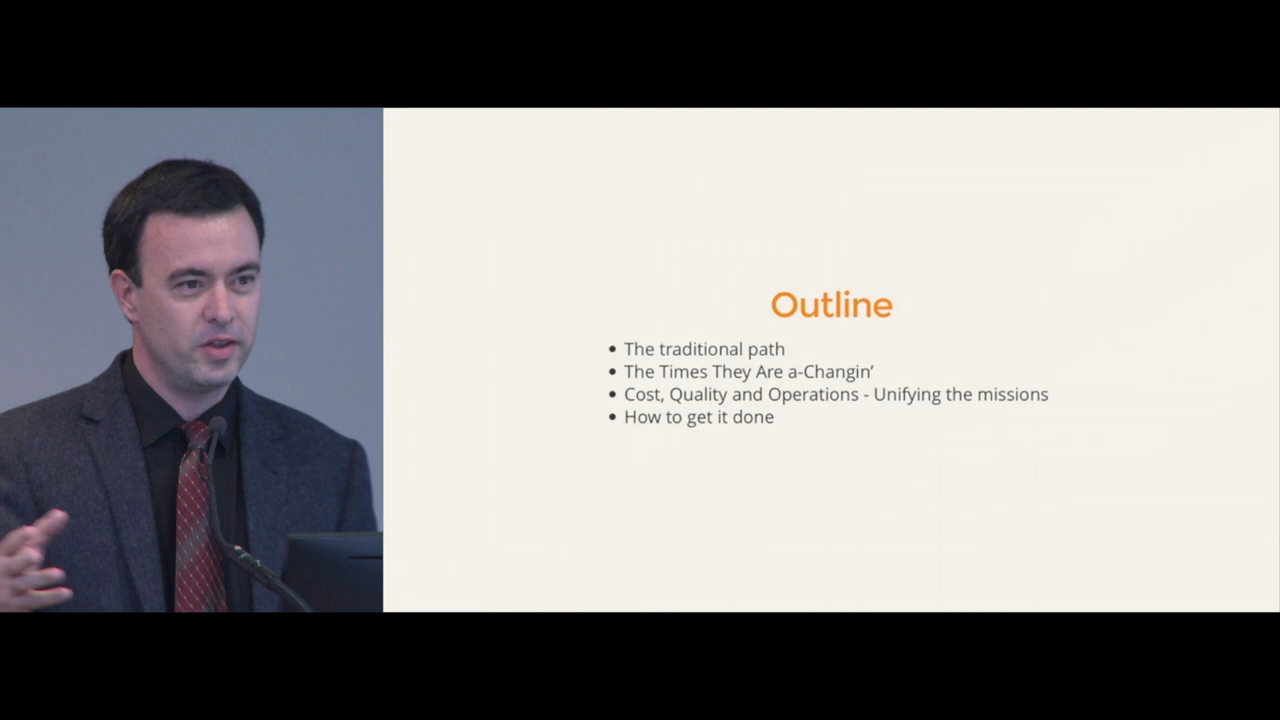 Outline
• The traditional path
• The Times They Are a-Changin’
• Cost, Quality and Operations - Unifying the missions
• How to get it done